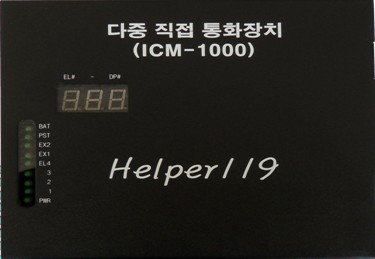 다중 직접 통화장치
(ICM-1000)
EL# - DP#
BAT
PST
EX2
EX1
EL4
3
2
1
PWR
Helper119